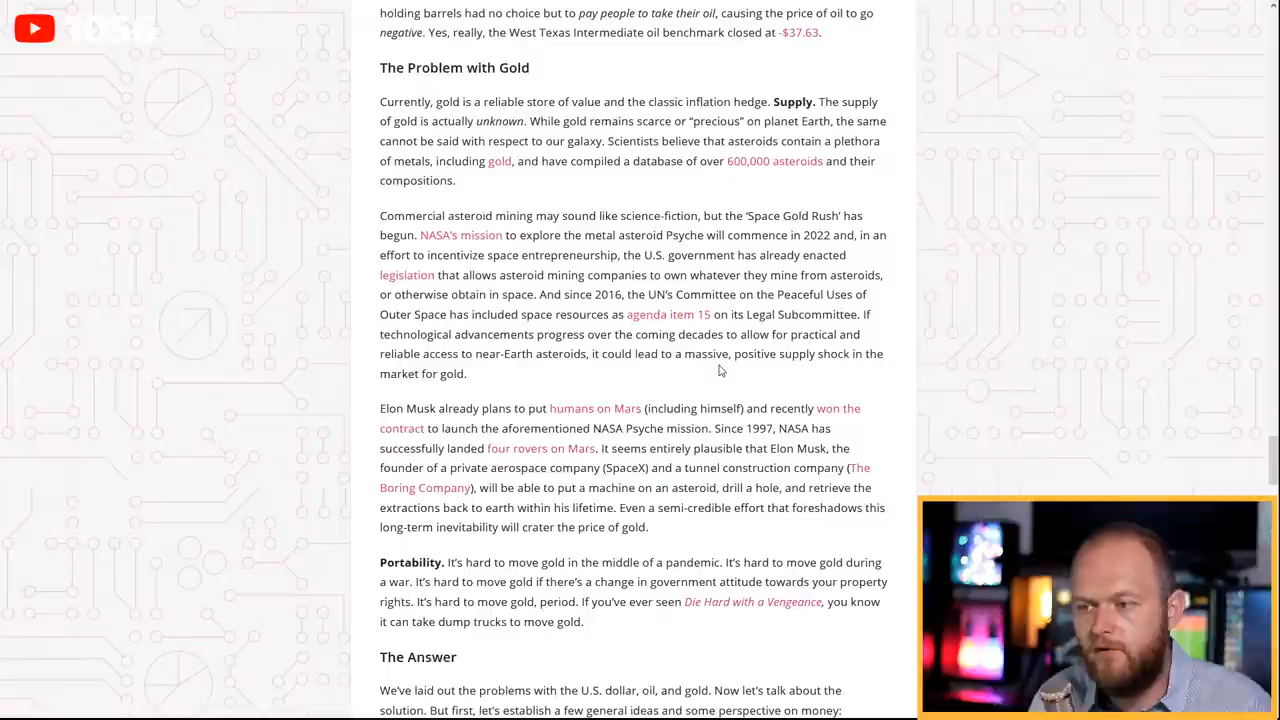 1056
holding barrels had no choice but to pay people to take their oil, causing the price of oil to go
negative. Yes, really, the West Texas Intermediate oil benchmark closed at -$37.63.
The Problem with Gold
Currently, gold is a reliable store of value and the classic inflation hedge. Supply. The supply
of gold is actually unknown. While gold remains scarce or “precious” on planet Earth, the same
cannot be said with respect to our galaxy. Scientists believe that asteroids contain a plethora
of metals, including gold, and have compiled a database of over 600,000 asteroids and their
compositions.
Commercial asteroid mining may sound like science-fiction, but the ‘Space Gold Rush’ has
begun. NASA’s mission to explore the metal asteroid Psyche will commence in 2022 and, in an
effort to incentivize space entrepreneurship, the U.S. government has already enacted
legislation that allows asteroid mining companies to own whatever they mine from asteroids,
or otherwise obtain in space. And since 2016, the UN’s Committee on the Peaceful Uses of
Outer Space has included space resources as agenda item 15 on its Legal Subcommittee. If
technological advancements progress over the coming decades to allow for practical and
reliable access to near-Earth asteroids, it could lead to a massive, positive supply shock in the
market for gold.
Elon Musk already plans to put humans on Mars (including himself) and recently won the
contract to launch the aforementioned NASA Psyche mission. Since 1997, NASA has
successfully landed four rovers on Mars. It seems entirely plausible that Elon Musk, the
founder of a private aerospace company (SpaceX) and a tunnel construction company (The
Boring Company), will be able to put a machine on an asteroid, drill a hole, and retrieve the
extractions back to earth within his lifetime. Even a semi-credible effort that foreshadows this
long-term inevitability will crater the price of gold.
Portability. It’s hard to move gold in the middle of a pandemic. It’s hard to move gold during
a war. It’s hard to move gold if there’s a change in government attitude towards your property
rights. It’s hard to move gold, period. If you’ve ever seen Die Hard with a Vengeance, you know
it can take dump trucks to move gold.
The Answer
We’ve laid out the problems with the U.S. dollar, oil, and gold. Now let’s talk about the
solution. But first, let’s establish a few general ideas and some perspective on money: